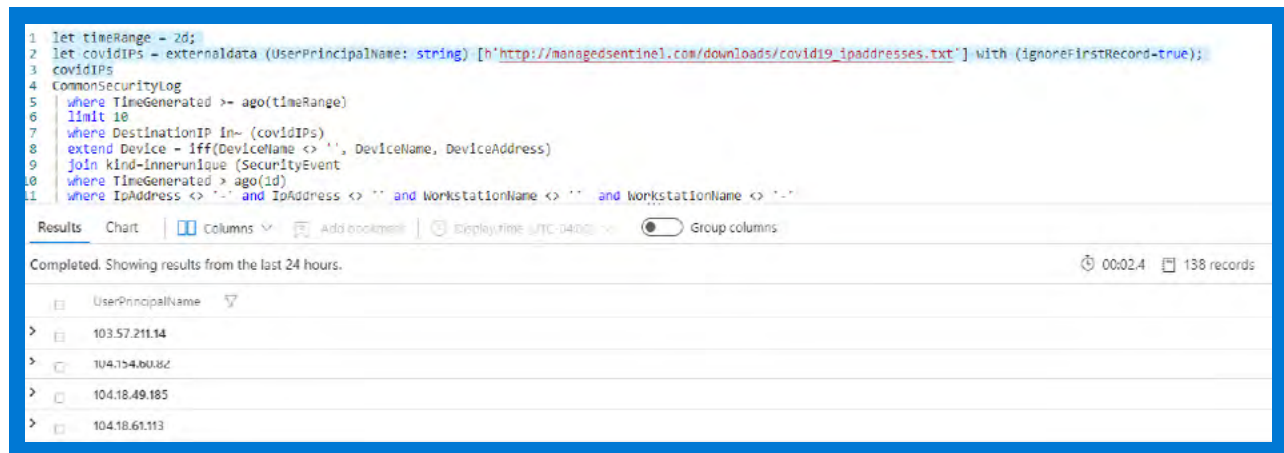 1 let timeRange = 2d;
2 let covidIPs = externaldata (UserPrincipalName: string) [h'http://managedsentinel.com/downloads/covid19_ipaddresses.txt'] with (ignoreFirstRecord=true);
3 covidIPs
4 CommonSecurityLog
5 | where TimeGenerated >= ago(timeRange)
6 | limit 10
7 | where DestinationIP in~ (covidIPs)
8 | extend Device = iff(DeviceName <> '', DeviceName, DeviceAddress)
9 | join kind=innerunique (SecurityEvent
10 | where TimeGenerated > ago(1d)
11 | where IpAddress <> '-' and IpAddress <> '' and WorkstationName <> '' and WorkstationName <> '-'
Results Chart Columns Add bookmark Display time (UTC-04:00) Group columns
Completed. Showing results from the last 24 hours. 00:02.4 138 records
UserPrincipalName
103.57.211.14
104.154.60.82
104.18.49.185
104.18.61.113